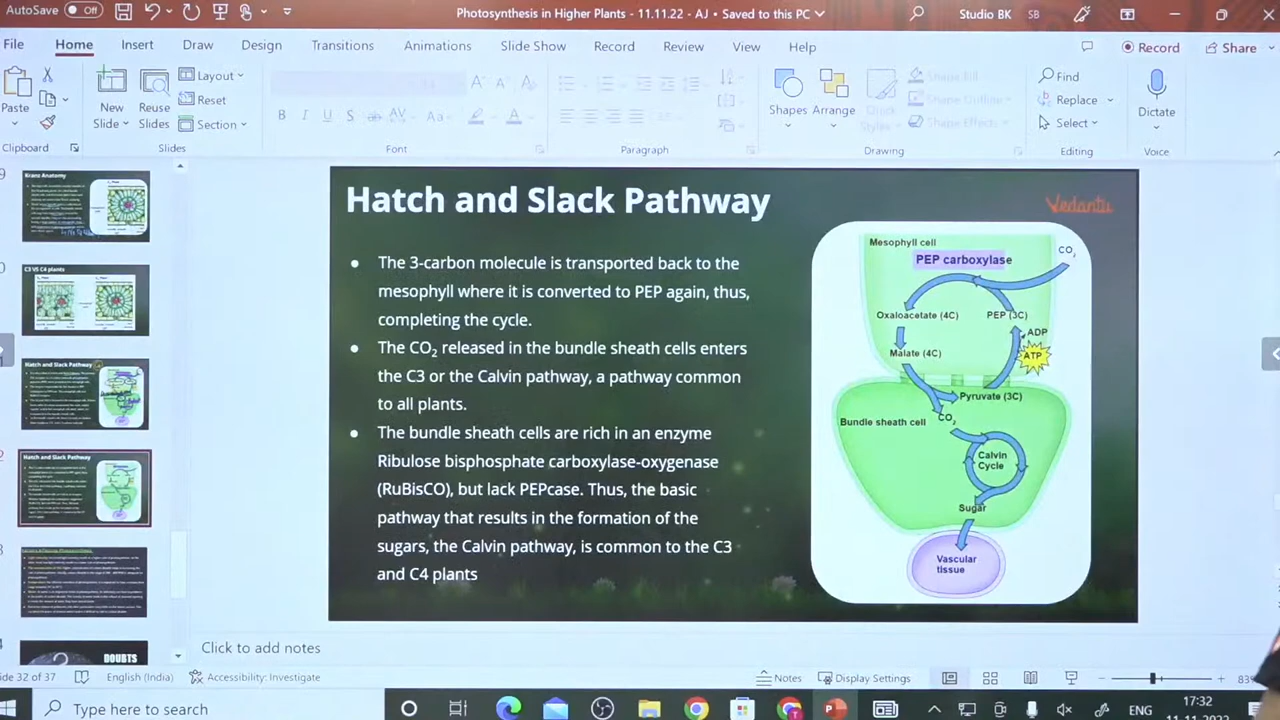 AutoSave Off
Photosynthesis in Higher Plants - 11.11.22 - AJ • Saved to this PC
Studio BK SB
File Home Insert Draw Design Transitions Animations Slide Show Record Review View Help
Record Share
Paste
New
Slide
Reuse
Slides
Layout
Reset
Section
Shapes
Arrange
Quick
Styles
Shape Fill
Shape Outline
Shape Effects
Find
Replace
Select
Dictate
Clipboard Slides Font Paragraph Drawing Editing Voice
Kranz Anatomy
C3 VS C4 plants
Hatch and Slack Pathway
Hatch and Slack Pathway
DOUBTS
Hatch and Slack Pathway
Vedantu
• The 3-carbon molecule is transported back to the
mesophyll where it is converted to PEP again, thus,
completing the cycle.
• The CO₂ released in the bundle sheath cells enters
the C3 or the pathway, a pathway common
to all plants.
• The bundle sheath cells are rich in an enzyme
Ribulose bisphosphate carboxylase-oxygenase
(RuBisCO), but lack PEPcase. Thus, the basic
pathway that results in the formation of the
sugars, the Calvin pathway, is common to the C3
and C4 plants.
Mesophyll cell
CO₂
PEP carboxylase
Oxaloacetate (4C)
PEP (3C)
ADP
Malate (4C)
ATP
Pyruvate (3C)
CO₂
Bundle sheath cell
Calvin
Cycle
Sugar
Vascular
tissue
Click to add notes
32 of 37 English (India) Accessibility: Investigate
Notes Display Settings
83%
Type here to search
ENG
17:32
11-11-2022